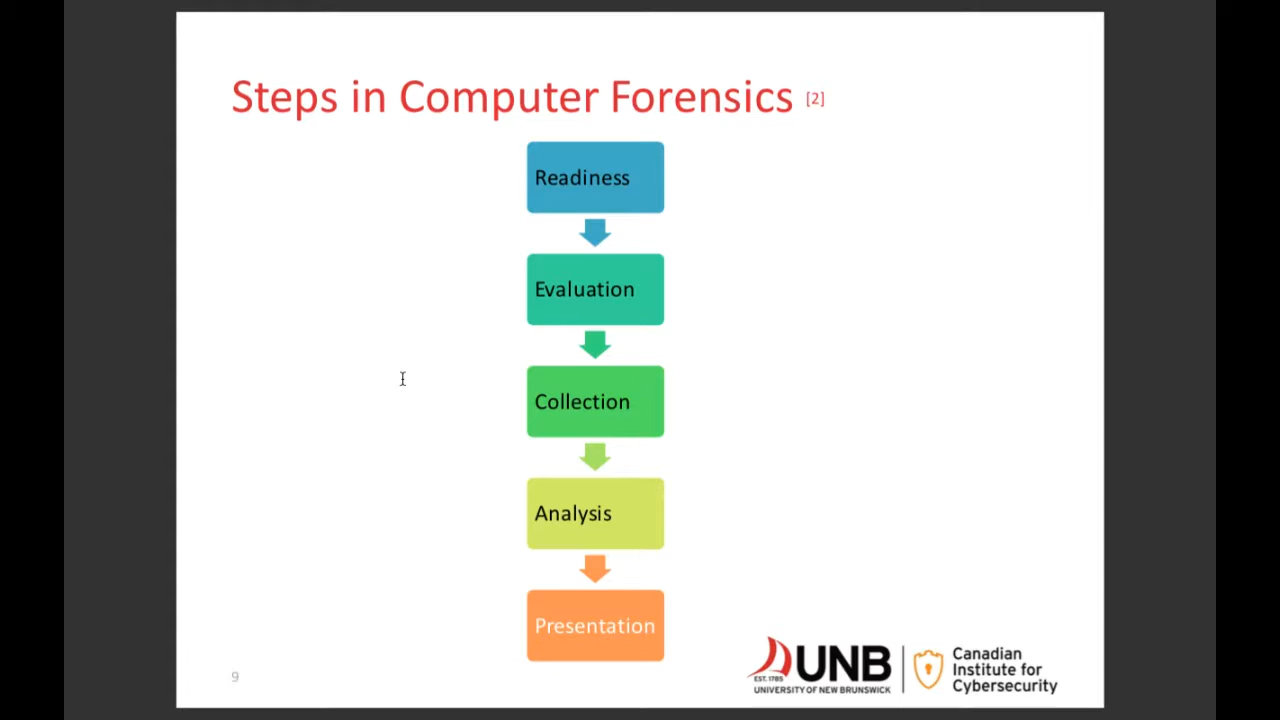 Steps in Computer Forensics [2]
Readiness
Evaluation
Collection
Analysis
Presentation
9
EST. 1785
UNB
UNIVERSITY OF NEW BRUNSWICK
Canadian
Institute for
Cybersecurity